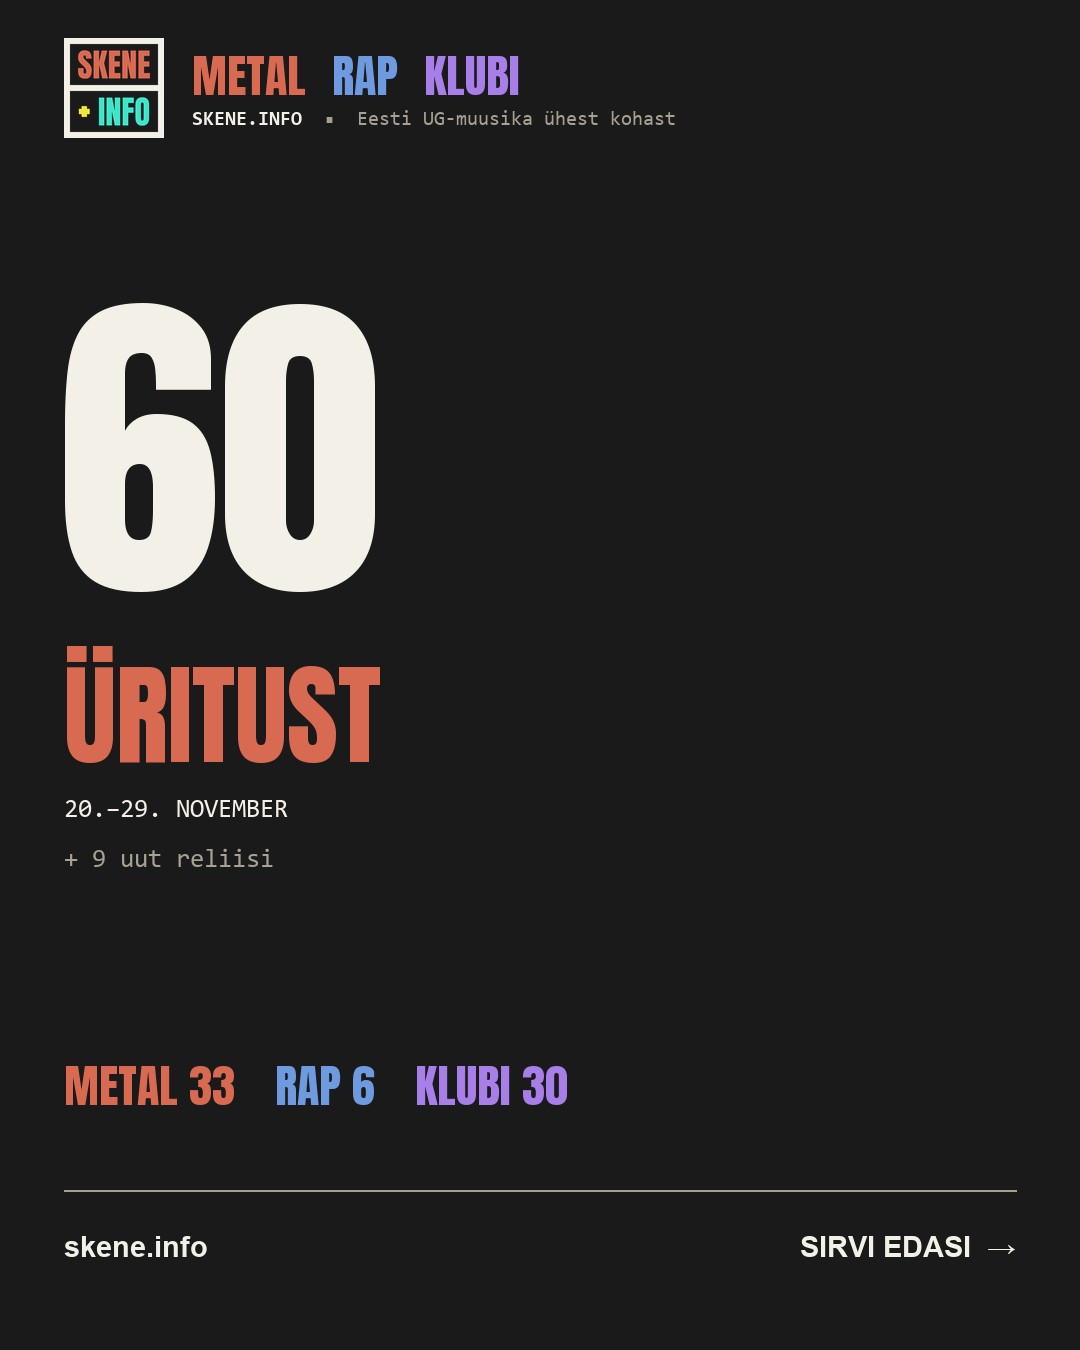 SKENE
+ INFO
METAL RAP KLUBI
SKENE.INFO ▪ Eesti UG-muusika ühest kohast
60
ÜRITUST
20.–29. NOVEMBER
+ 9 uut reliisi
METAL 33 RAP 6 KLUBI 30
skene.info
SIRVI EDASI →